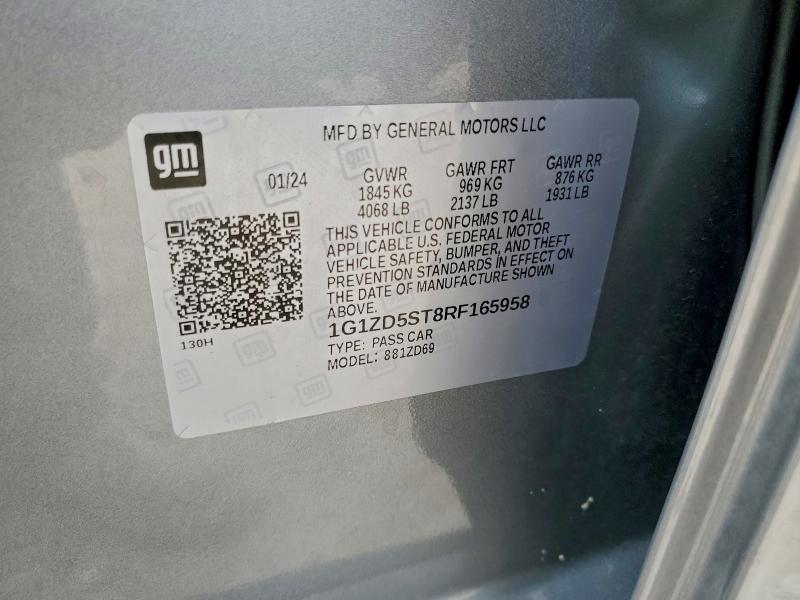 gm
MFD BY GENERAL MOTORS LLC
01/24
GVWR GAWR FRT GAWR RR
1845 KG 969 KG 876 KG
4068 LB 2137 LB 1931 LB
THIS VEHICLE CONFORMS TO ALL
APPLICABLE U.S. FEDERAL MOTOR
VEHICLE SAFETY, BUMPER, AND THEFT
PREVENTION STANDARDS IN EFFECT ON
THE DATE OF MANUFACTURE SHOWN
ABOVE.
1G1ZD5ST8RF165958
130H
TYPE: PASS CAR
MODEL: 881ZD69